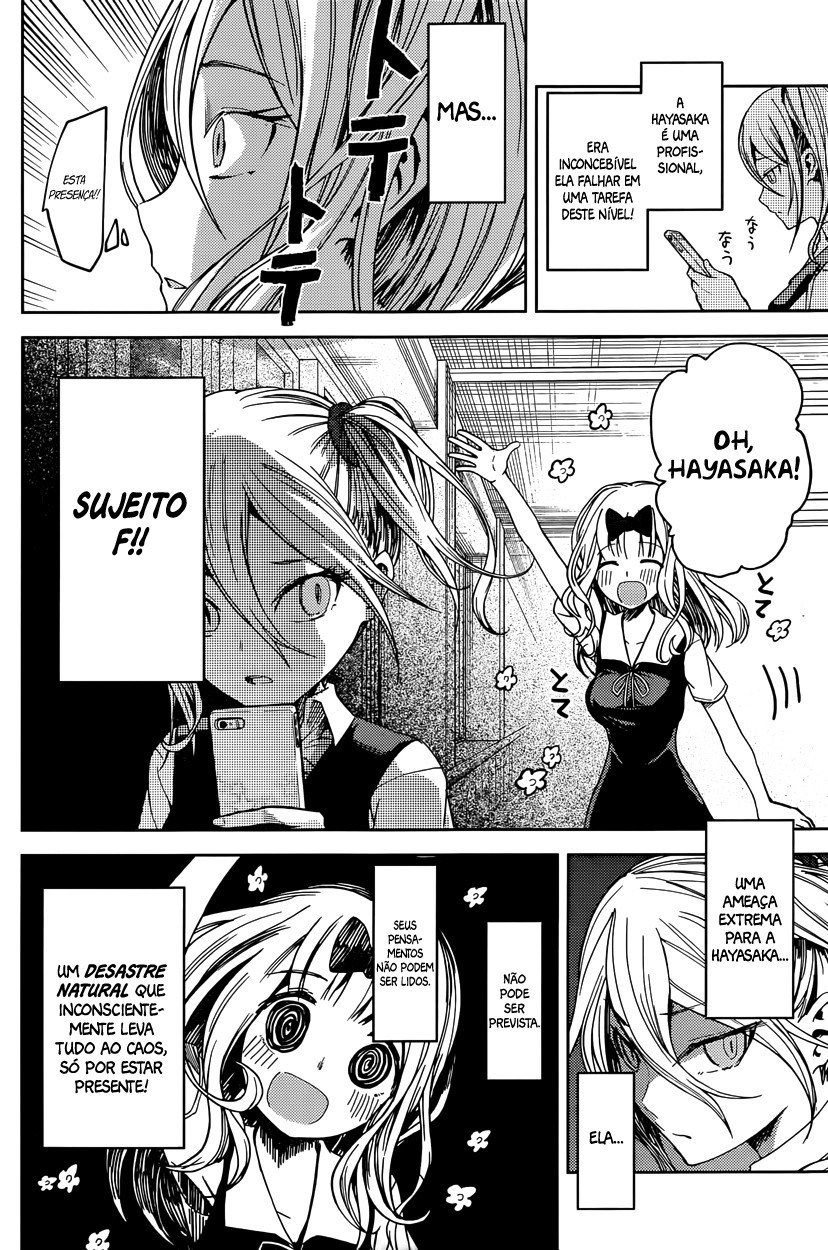 A
HAYASAKA
É UMA
PROFIS-
SIONAL,
ERA
INCONCEBÍVEL
ELA FALHAR EM
UMA TAREFA
DESTE NÍVEL!
なう
なう
MAS...
トテ
トテ
ESTA
PRESENÇA!!
OH,
HAYASAKA!
とて
とて
SUJEITO
F!!
UMA
AMEAÇA
EXTREMA
PARA A
HAYASAKA...
ELA...
NÃO
PODE
SER
PREVISTA.
SEUS
PENSA-
MENTOS
NÃO PODEM
SER LIDOS.
UM DESASTRE
NATURAL QUE
INCONSCIENTE-
MENTE LEVA
TUDO AO CAOS,
SÓ POR ESTAR
PRESENTE!